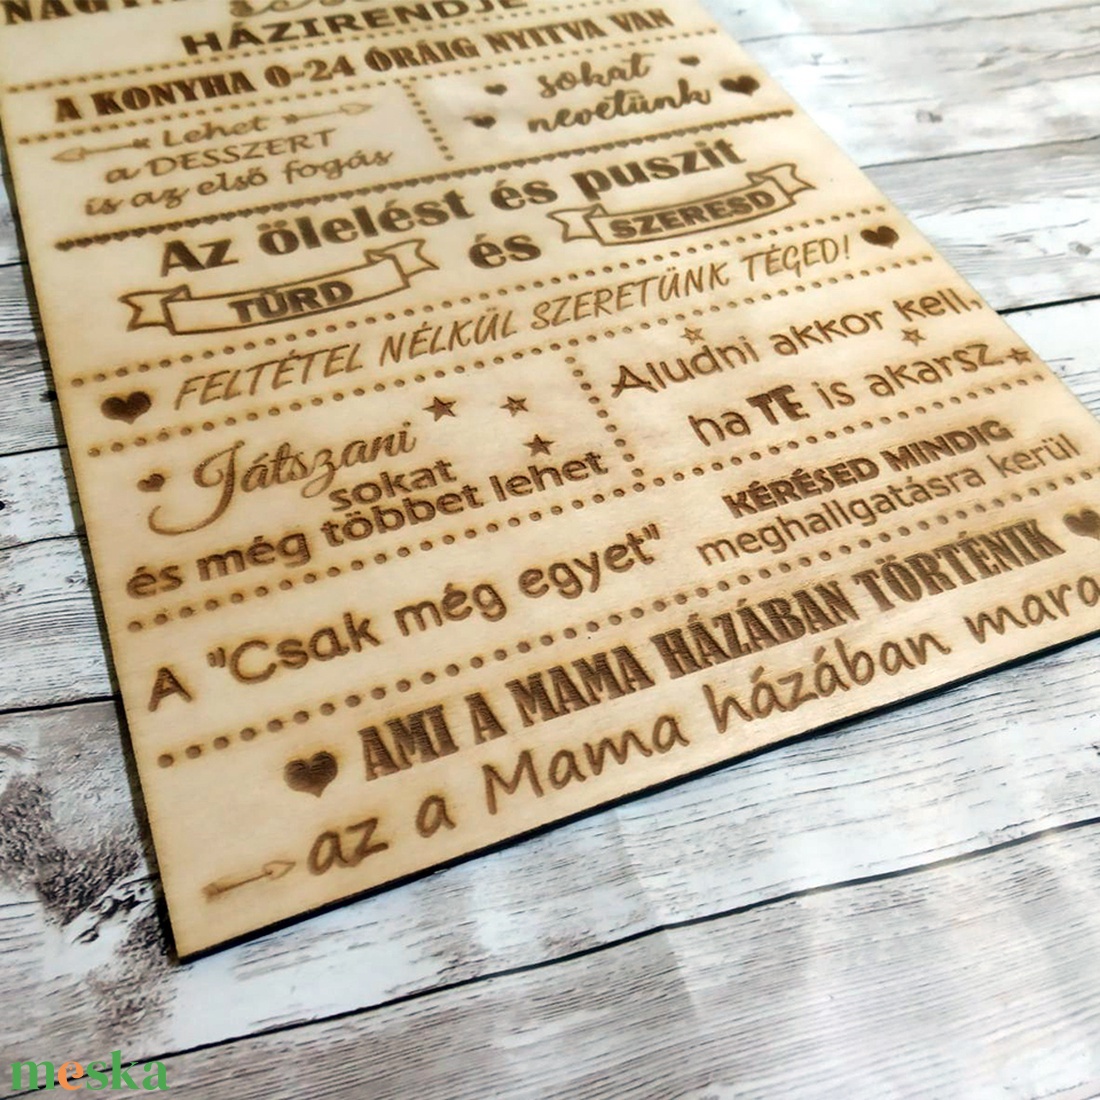 HÁZIRENDJE
A KONYHA 0-24 ÓRÁIG NYITVA VAN
Lehet
a DESSZERT
is az első fogás
sokat
nevetünk
Az ölelést és puszit
TŰRD és SZERESD
FELTÉTEL NÉLKÜL SZERETÜNK TÉGED!
Játszani
sokat
és még többet lehet
Aludni akkor kell,
ha TE is akarsz
A "Csak még egyet"
KÉRÉSED MINDIG
meghallgatásra kerül
AMI A MAMA HÁZÁBAN TÖRTÉNIK
az a Mama házában mara
meska